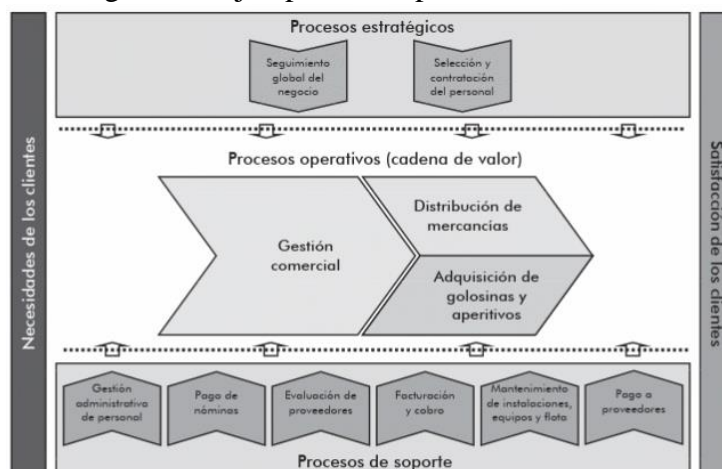 Procesos estratégicos
Seguimiento
global del
negocio
Selección y
contratación
del personal
Necesidades de los clientes
Procesos operativos (cadena de valor)
Gestión
comercial
Distribución de
mercancías
Adquisición de
golosinas y
aperitivos
Satisfacción de los clientes
Gestión
administrativa
de personal
Pago de
nóminas
Evaluación de
proveedores
Facturación
y cobro
Mantenimiento
de instalaciones,
equipos y flota
Pago a
proveedores
Procesos de soporte